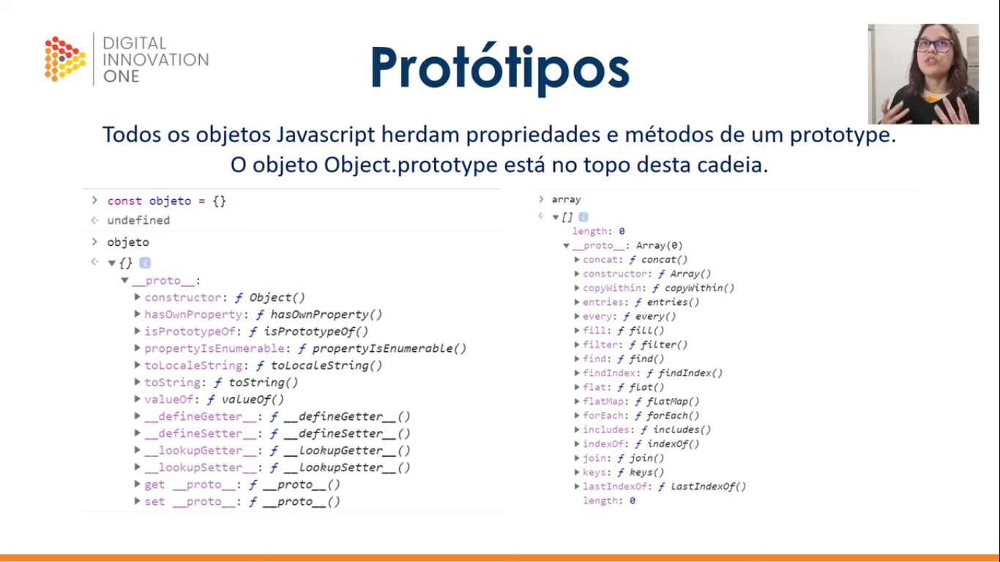 DIGITAL
INNOVATION
ONE
Protótipos
Todos os objetos Javascript herdam propriedades e métodos de um prototype.
O objeto Object.prototype está no topo desta cadeia.
> const objeto = {}
<· undefined
> objeto
<· ▼{} i
▼__proto__:
▶constructor: ƒ Object()
▶hasOwnProperty: ƒ hasOwnProperty()
▶isPrototypeOf: ƒ isPrototypeOf()
▶propertyIsEnumerable: ƒ propertyIsEnumerable()
▶toLocaleString: ƒ toLocaleString()
▶toString: ƒ toString()
▶valueOf: ƒ valueOf()
▶__defineGetter__: ƒ __defineGetter__()
▶__defineSetter__: ƒ __defineSetter__()
▶__lookupGetter__: ƒ __lookupGetter__()
▶__lookupSetter__: ƒ __lookupSetter__()
▶get __proto__: ƒ __proto__()
▶set __proto__: ƒ __proto__()
> array
<· ▼[] i
length: 0
▼__proto__: Array(0)
▶concat: ƒ concat()
▶constructor: ƒ Array()
▶copyWithin: ƒ copyWithin()
▶entries: ƒ entries()
▶every: ƒ every()
▶fill: ƒ fill()
▶filter: ƒ filter()
▶find: ƒ find()
▶findIndex: ƒ findIndex()
▶flat: ƒ flat()
▶flatMap: ƒ flatMap()
▶forEach: ƒ forEach()
▶includes: ƒ includes()
▶indexOf: ƒ indexOf()
▶join: ƒ join()
▶keys: ƒ keys()
▶lastIndexOf: ƒ lastIndexOf()
length: 0